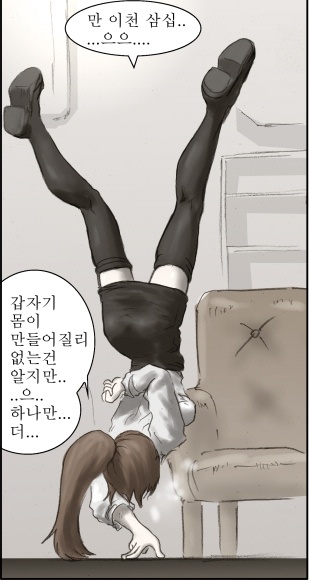 만 이천 삼십..
...으으....
갑자기
몸이
만들어질리
없는건
알지만..
..으..
하나만...
더...